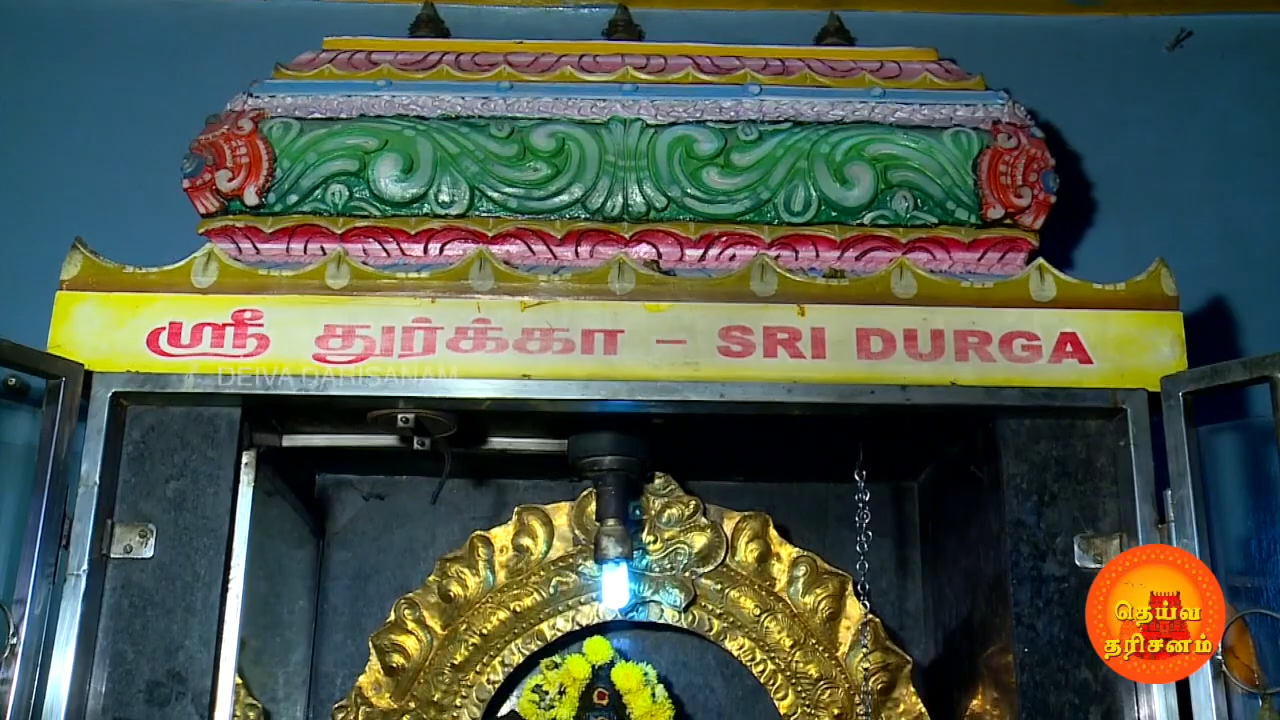 ஸ்ரீ துர்க்கா – SRI DURGA
DEIVA DARISANAM
தெய்வ
தரிசனம்